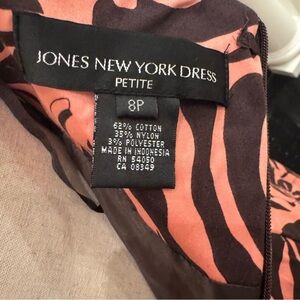 JONES NEW YORK DRESS
PETITE
8P
62% COTTON
35% NYLON
3% POLYESTER
MADE IN INDONESIA
RN 54050
CA 08349